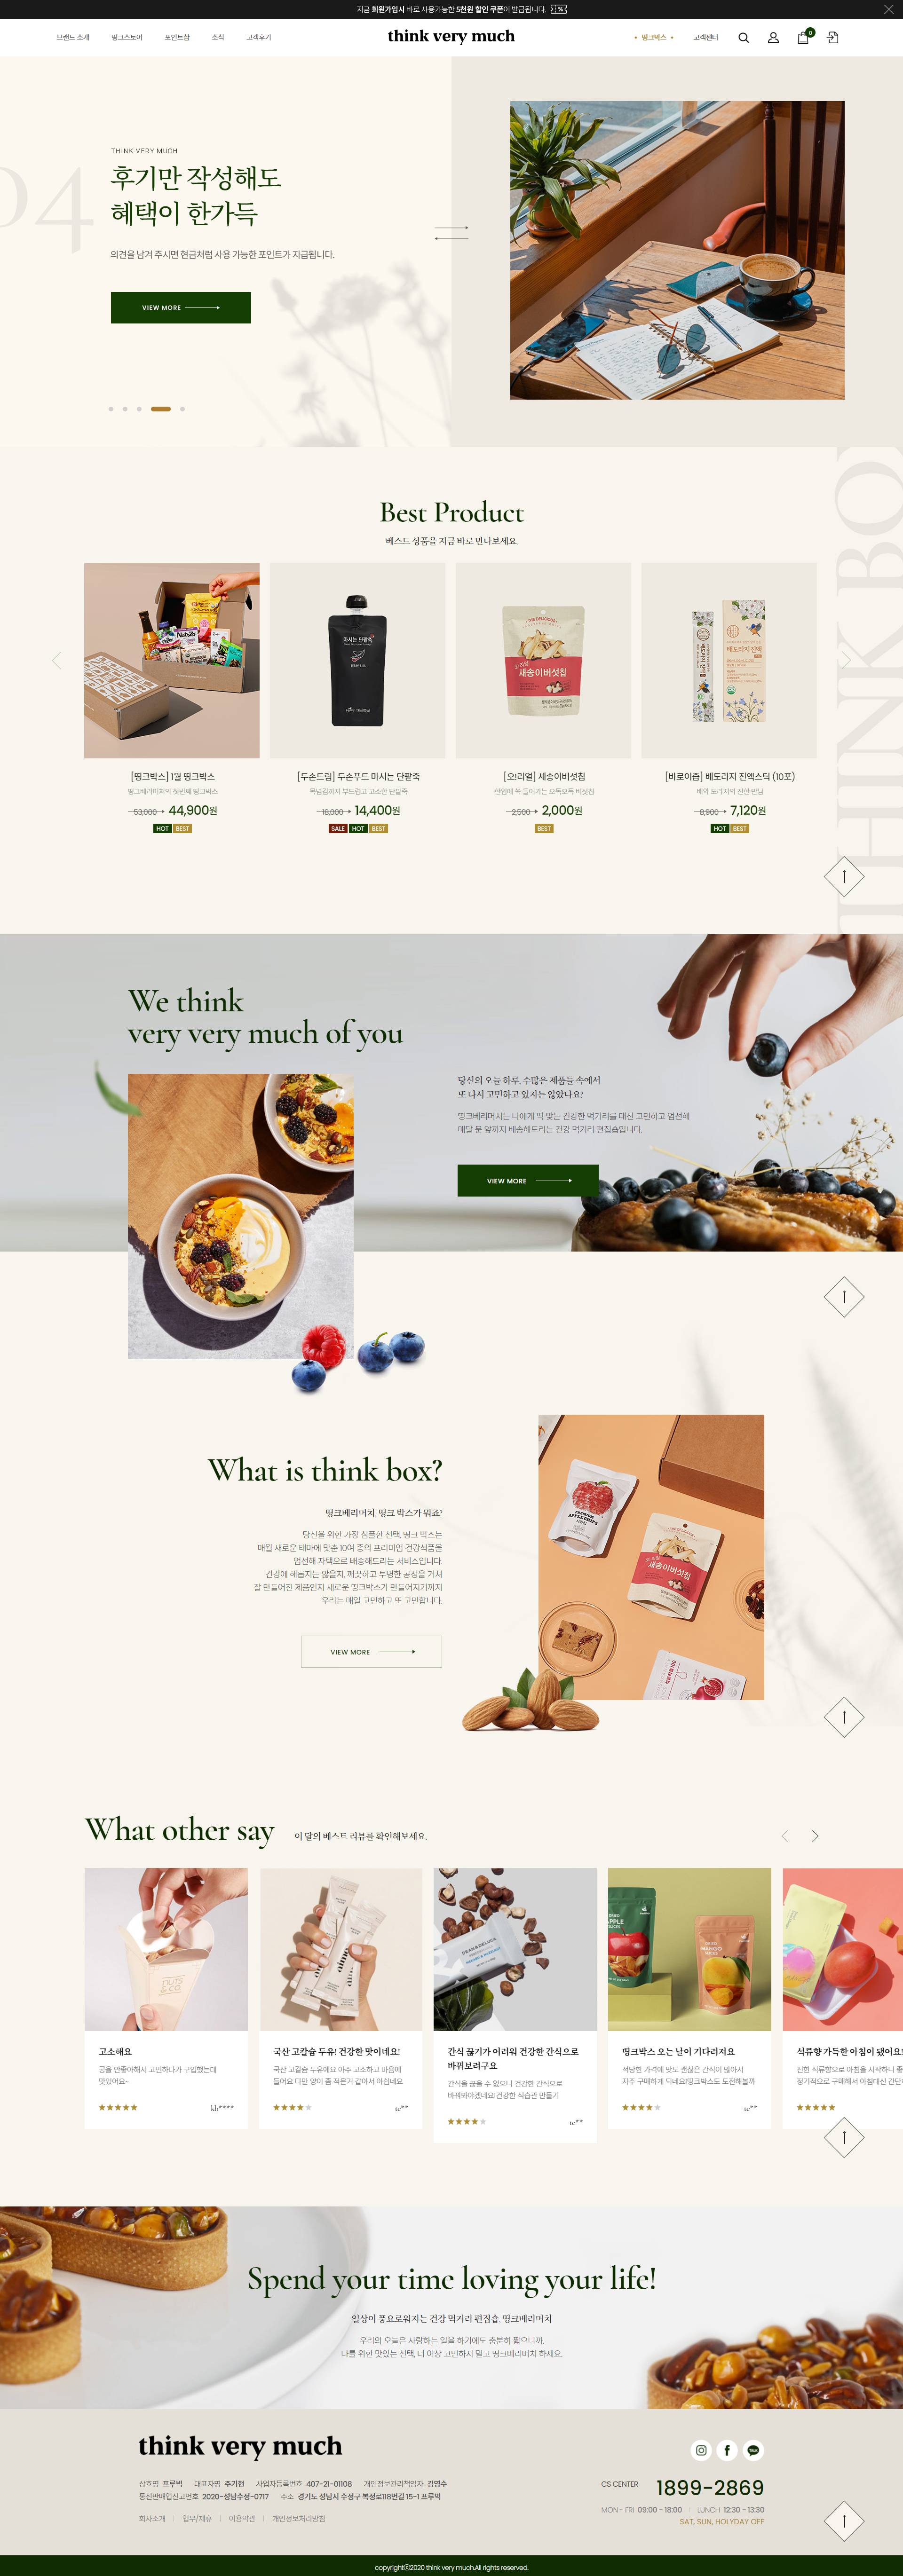 지금 회원가입시 바로 사용가능한 5천원 할인 쿠폰이 발급됩니다.
브랜드 소개 띵크스토어 포인트샵 소식 고객후기
think very much
띵크박스 고객센터 0
04
THINK VERY MUCH
후기만 작성해도
혜택이 한가득
의견을 남겨 주시면 현금처럼 사용 가능한 포인트가 지급됩니다.
VIEW MORE
THINK BO
Best Product
베스트 상품을 지금 바로 만나보세요.
마시는 단팥죽
새송이버섯칩
배도라지 진액
[띵크박스] 1월 띵크박스
띵크베리머치의 첫번째 띵크박스
53,000 44,900원
HOT BEST
[두손드림] 두손푸드 마시는 단팥죽
목넘김까지 부드럽고 고소한 단팥죽
18,000 14,400원
SALE HOT BEST
[오!리얼] 새송이버섯칩
한입에 쏙 들어가는 오독오독 버섯칩
2,500 2,000원
BEST
[바로이즙] 배도라지 진액스틱 (10포)
배와 도라지의 진한 만남
8,900 7,120원
HOT BEST
We think
very very much of you
당신의 오늘 하루, 수많은 제품들 속에서
또 다시 고민하고 있지는 않았나요?
띵크베리머치는 나에게 딱 맞는 건강한 먹거리를 대신 고민하고 엄선해
매달 문 앞까지 배송해드리는 건강 먹거리 편집숍입니다.
VIEW MORE
What is think box?
띵크베리머치, 띵크 박스가 뭐죠?
당신을 위한 가장 심플한 선택, 띵크 박스는
매월 새로운 테마에 맞춘 10여 종의 프리미엄 건강식품을
엄선해 자택으로 배송해드리는 서비스입니다.
건강에 해롭지는 않을지, 깨끗하고 투명한 공정을 거쳐
잘 만들어진 제품인지 새로운 띵크박스가 만들어지기까지
우리는 매일 고민하고 또 고민합니다.
VIEW MORE
PREMIUM
APPLE CHIPS
새송이버섯칩
What other say
이 달의 베스트 리뷰를 확인해보세요.
NUTS
& CO
DEAN & DELUCA
DRIED
MANGO
고소해요
콩을 안좋아해서 고민하다가 구입했는데
맛있어요~
kh****
국산 고칼슘 두유! 건강한 맛이네요!
국산 고칼슘 두유예요 아주 고소하고 마음에
들어요 다만 양이 좀 적은거 같아서 아쉽네요
te**
간식 끊기가 어려워 건강한 간식으로
바꿔보려구요
간식을 끊을 수 없으니 건강한 간식으로
바꿔봐야겠네요!건강한 식습관 만들기
te**
띵크박스 오는 날이 기다려져요
적당한 가격에 맛도 괜찮은 간식이 많아서
자주 구매하게 되네요!띵크박스도 도전해볼까
te**
석류향 가득한 아침이 됐어요!
진한 석류향으로 아침을 시작하니 좋
정기적으로 구매해서 아침대신 간단
Spend your time loving your life!
일상이 풍요로워지는 건강 먹거리 편집숍, 띵크베리머치
우리의 오늘은 사랑하는 일을 하기에도 충분히 짧으니까.
나를 위한 맛있는 선택, 더 이상 고민하지 말고 띵크베리머치 하세요.
think very much
상호명 프루빅 대표자명 주기현 사업자등록번호 407-21-01108 개인정보관리책임자 김영수
통신판매업신고번호 2020-성남수정-0717 주소 경기도 성남시 수정구 복정로118번길 15-1 프루빅
회사소개 업무/제휴 이용약관 개인정보처리방침
CS CENTER 1899-2869
MON - FRI 09:00 - 18:00 LUNCH 12:30 - 13:30
SAT, SUN, HOLYDAY OFF
copyrightⓒ2020 think very much.All rights reserved.